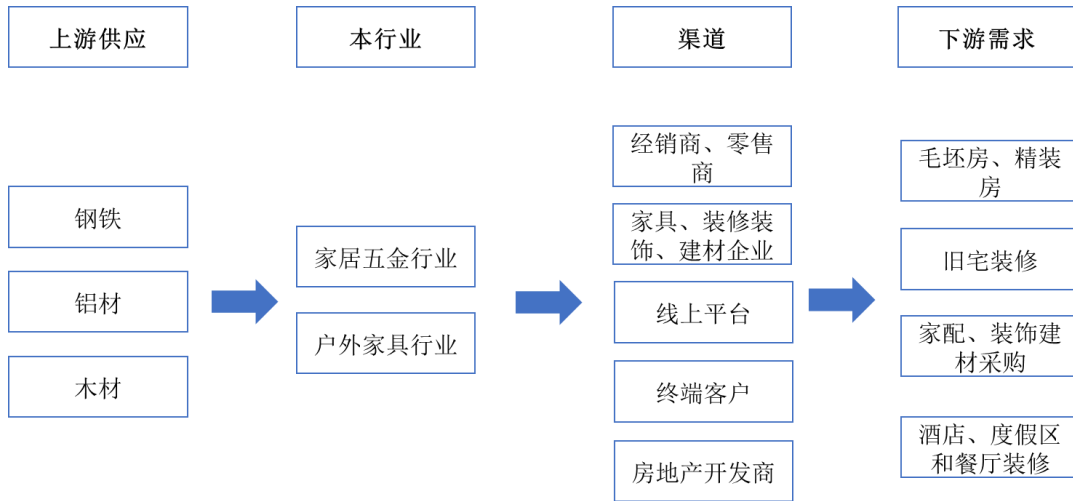 上游供应
本行业
渠道
下游需求
钢铁
铝材
木材
家居五金行业
户外家具行业
经销商、零售
商
家具、装修装
饰、建材企业
线上平台
终端客户
房地产开发商
毛坯房、精装
房
旧宅装修
家配、装饰建
材采购
酒店、度假区
和餐厅装修